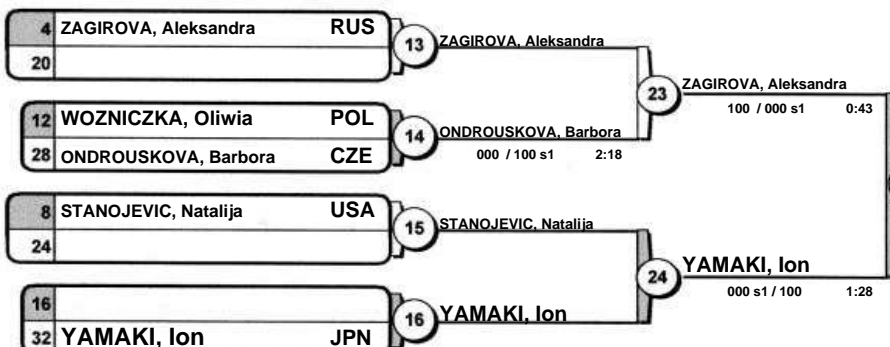 4 ZAGIROVA, Aleksandra RUS
20
13
ZAGIROVA, Aleksandra
12 WOZNICZKA, Oliwia POL
28 ONDROUSKOVA, Barbora CZE
14
ONDROUSKOVA, Barbora
000 / 100 s1 2:18
23
ZAGIROVA, Aleksandra
100 / 000 s1 0:43
8 STANOJEVIC, Natalija USA
24
15
STANOJEVIC, Natalija
16
32 YAMAKI, Ion JPN
16
YAMAKI, Ion
24
YAMAKI, Ion
000 s1 / 100 1:28